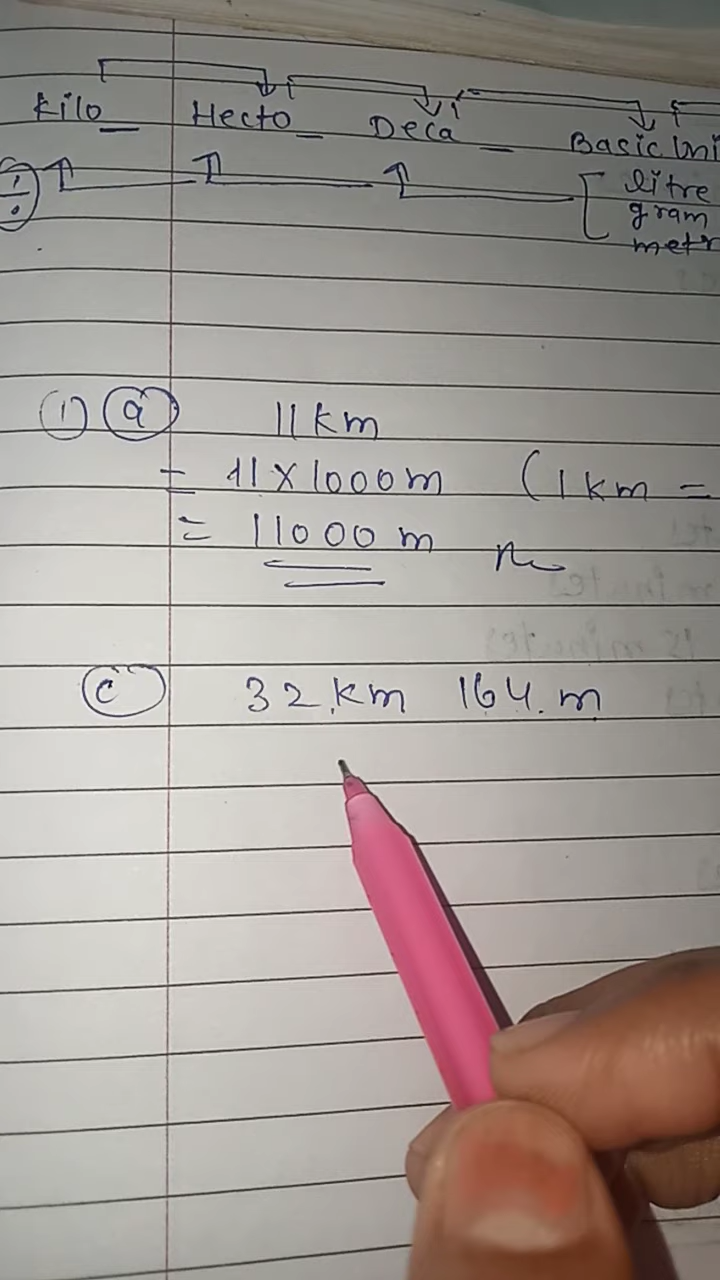 Kilo Hecto Deca Basic Uni
litre
gram
metr
① ⓐ 11 km
= 11 × 1000 m (1 km =
= 11000 m
ⓒ 32 km 164 m